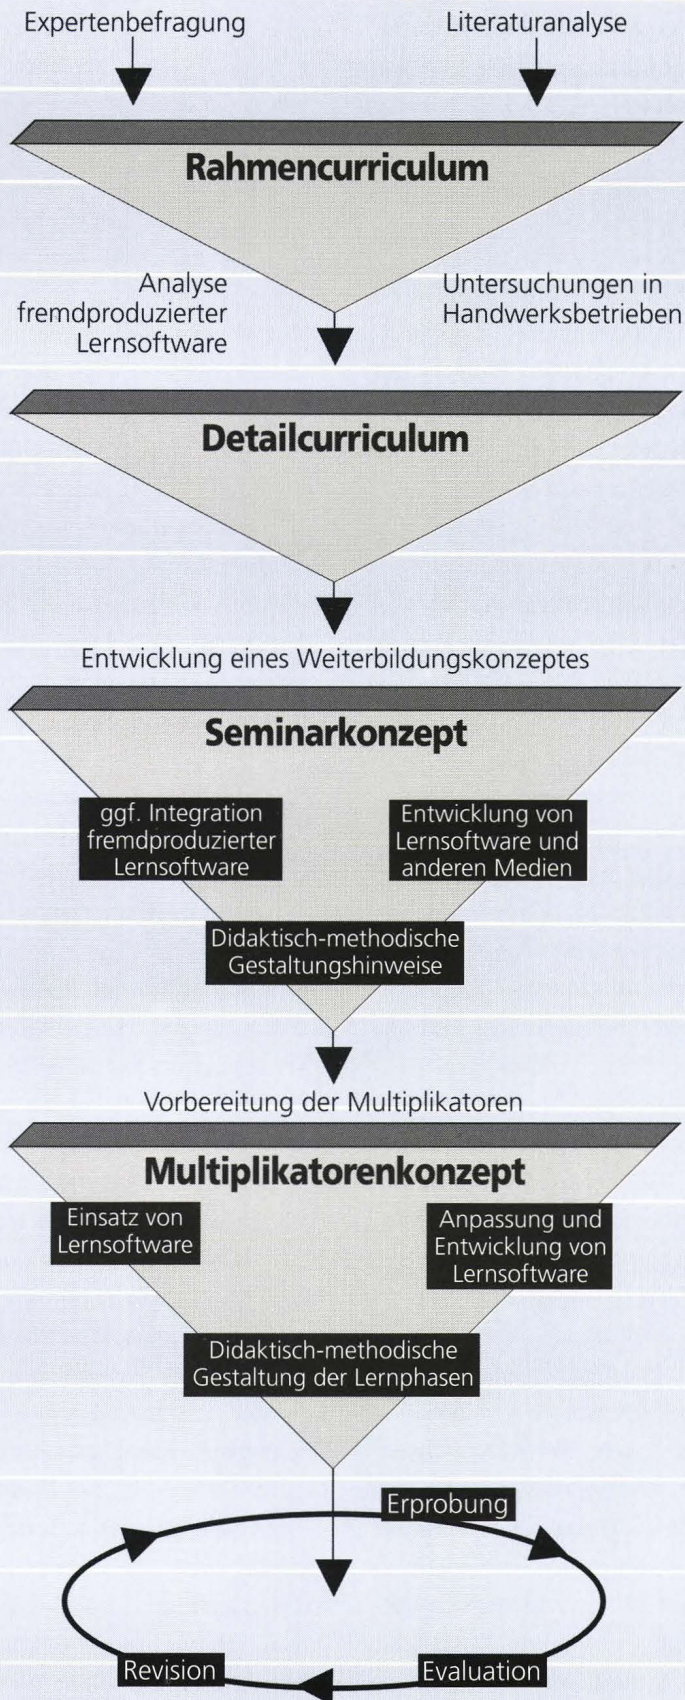 Expertenbefragung
Literaturanalyse
Rahmencurriculum
Analyse
fremdproduzierter
Lernsoftware
Untersuchungen in
Handwerksbetrieben
Detailcurriculum
Entwicklung eines Weiterbildungskonzeptes
Seminarkonzept
ggf. Integration
fremdproduzierter
Lernsoftware
Entwicklung von
Lernsoftware und
anderen Medien
Didaktisch-methodische
Gestaltungshinweise
Vorbereitung der Multiplikatoren
Multiplikatorenkonzept
Einsatz von
Lernsoftware
Anpassung und
Entwicklung von
Lernsoftware
Didaktisch-methodische
Gestaltung der Lernphasen
Erprobung
Revision
Evaluation